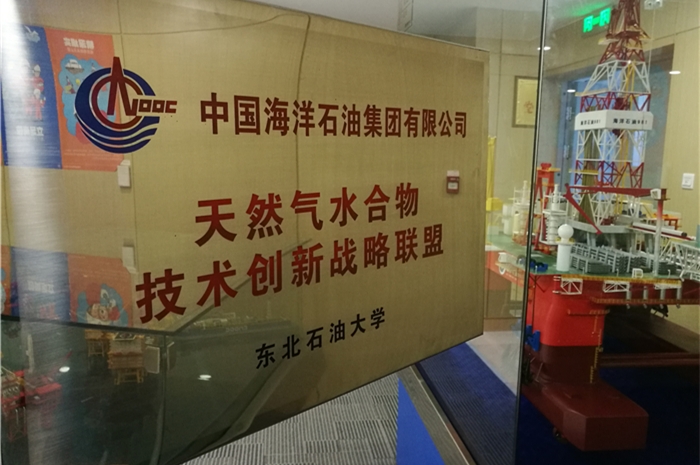 CNOOC
中国海洋石油集团有限公司
天然气水合物
技术创新战略联盟
东北石油大学